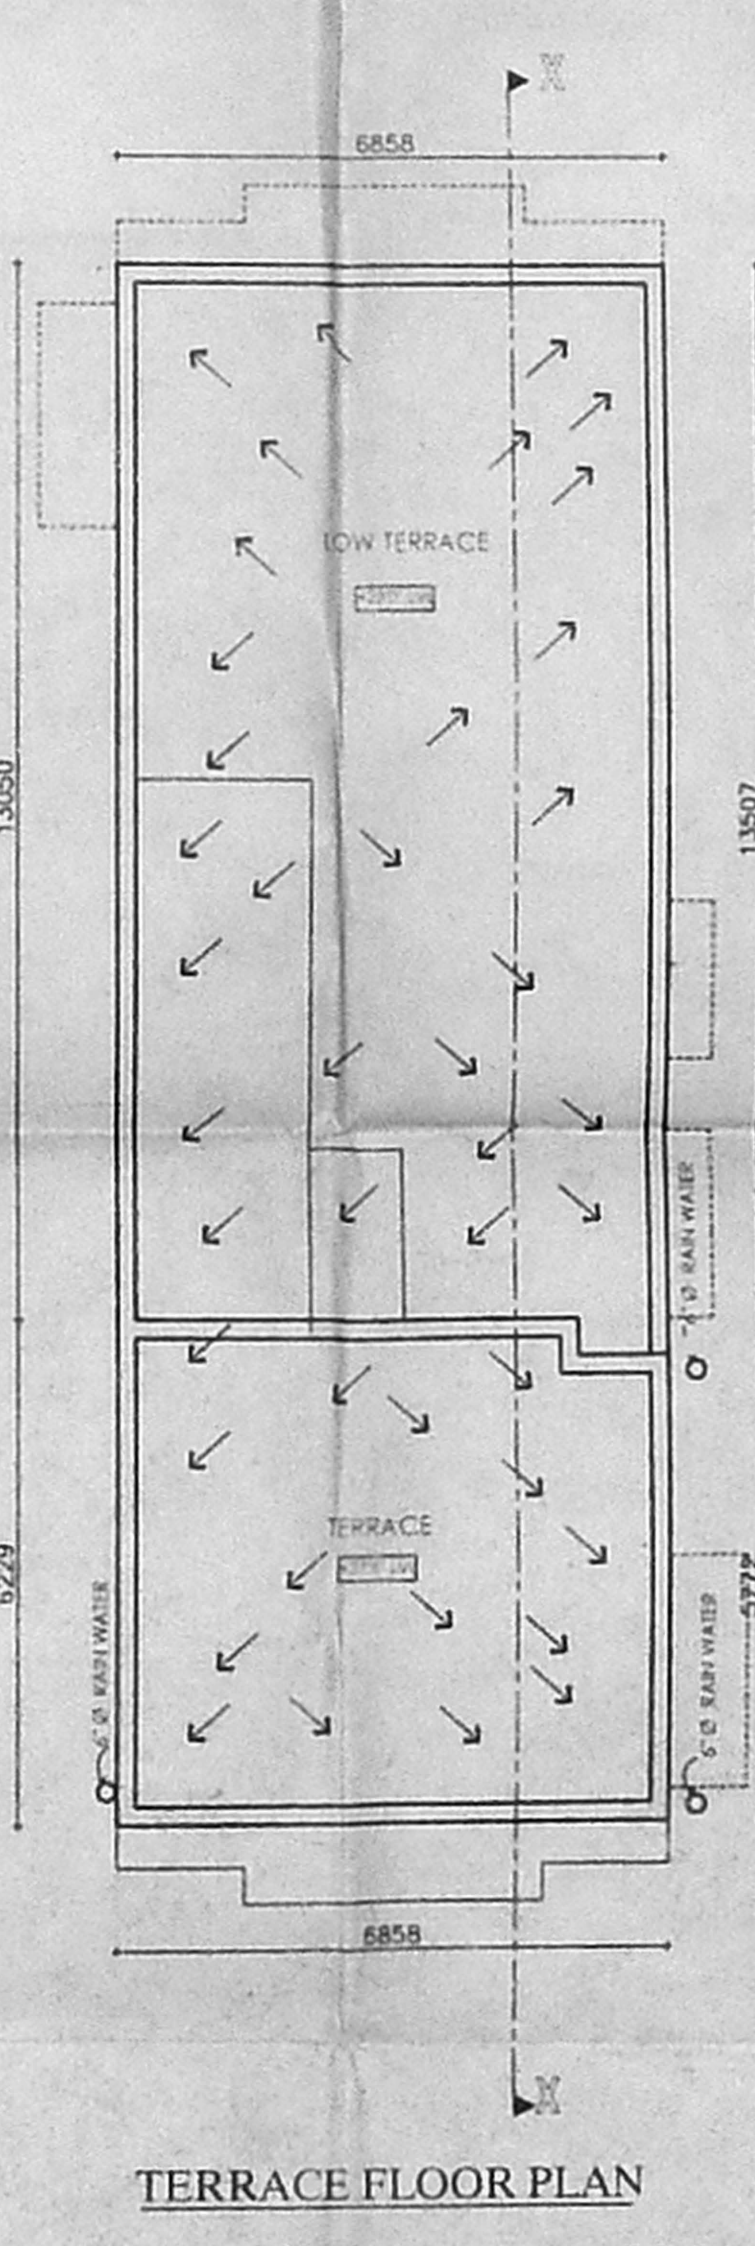 X
6858
LOW TERRACE
13050
13507
6" Ø RAIN WATER
TERRACE
6229
5772
6" Ø RAIN WATER
6" Ø RAIN WATER
6858
X
TERRACE FLOOR PLAN